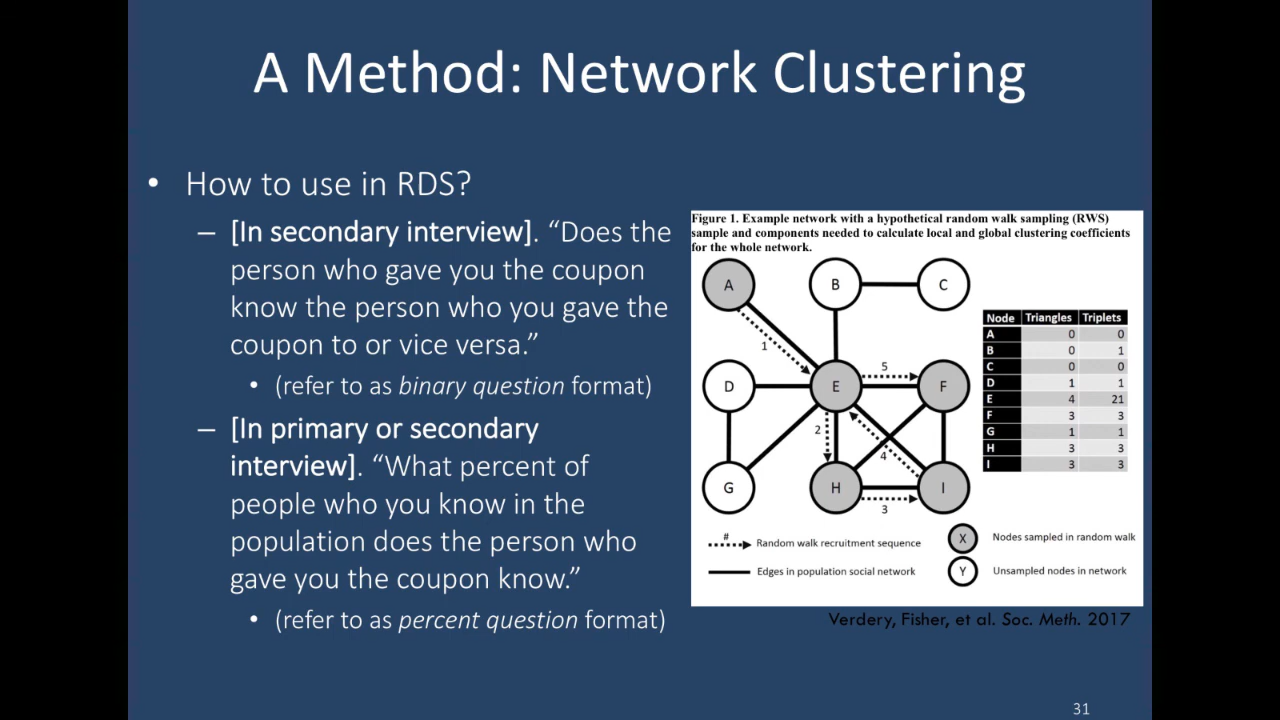 A Method: Network Clustering
• How to use in RDS?
– [In secondary interview]. “Does the
person who gave you the coupon
know the person who you gave the
coupon to or vice versa.”
• (refer to as binary question format)
– [In primary or secondary
interview]. “What percent of
people who you know in the
population does the person who
gave you the coupon know.”
• (refer to as percent question format)
Figure 1. Example network with a hypothetical random walk sampling (RWS)
sample and components needed to calculate local and global clustering coefficients
for the whole network.
A B C
1
D E 5 F
2 4
G H 3 I
Node Triangles Triplets
A 0 0
B 0 1
C 0 0
D 1 1
E 4 21
F 3 3
G 1 1
H 3 3
I 3 3
# Random walk recruitment sequence
X Nodes sampled in random walk
Edges in population social network
Y Unsampled nodes in network
Verdery, Fisher, et al. Soc. Meth. 2017
31